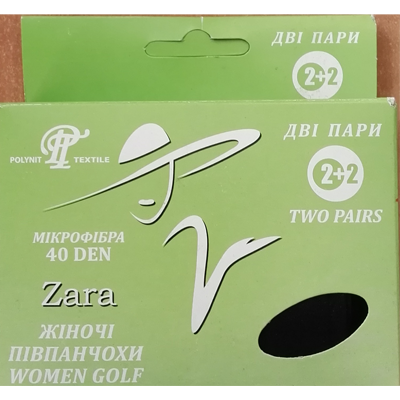 ДВІ ПАРИ
2+2
POLYNIT PT TEXTILE
ДВІ ПАРИ
2+2
TWO PAIRS
МІКРОФІБРА
40 DEN
Zara
ЖІНОЧІ
ПІВПАНЧОХИ
WOMEN GOLF